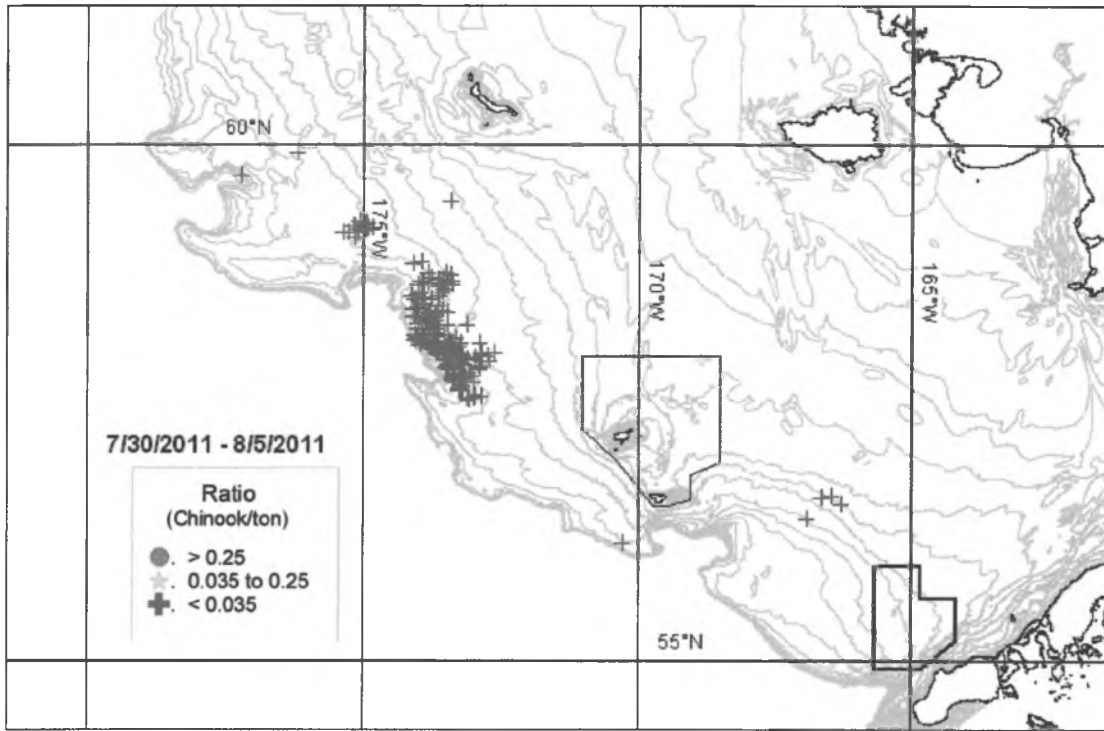 60°N
175°W
170°W
165°W
7/30/2011 - 8/5/2011
Ratio
(Chinook/ton)
. > 0.25
. 0.035 to 0.25
. < 0.035
55°N